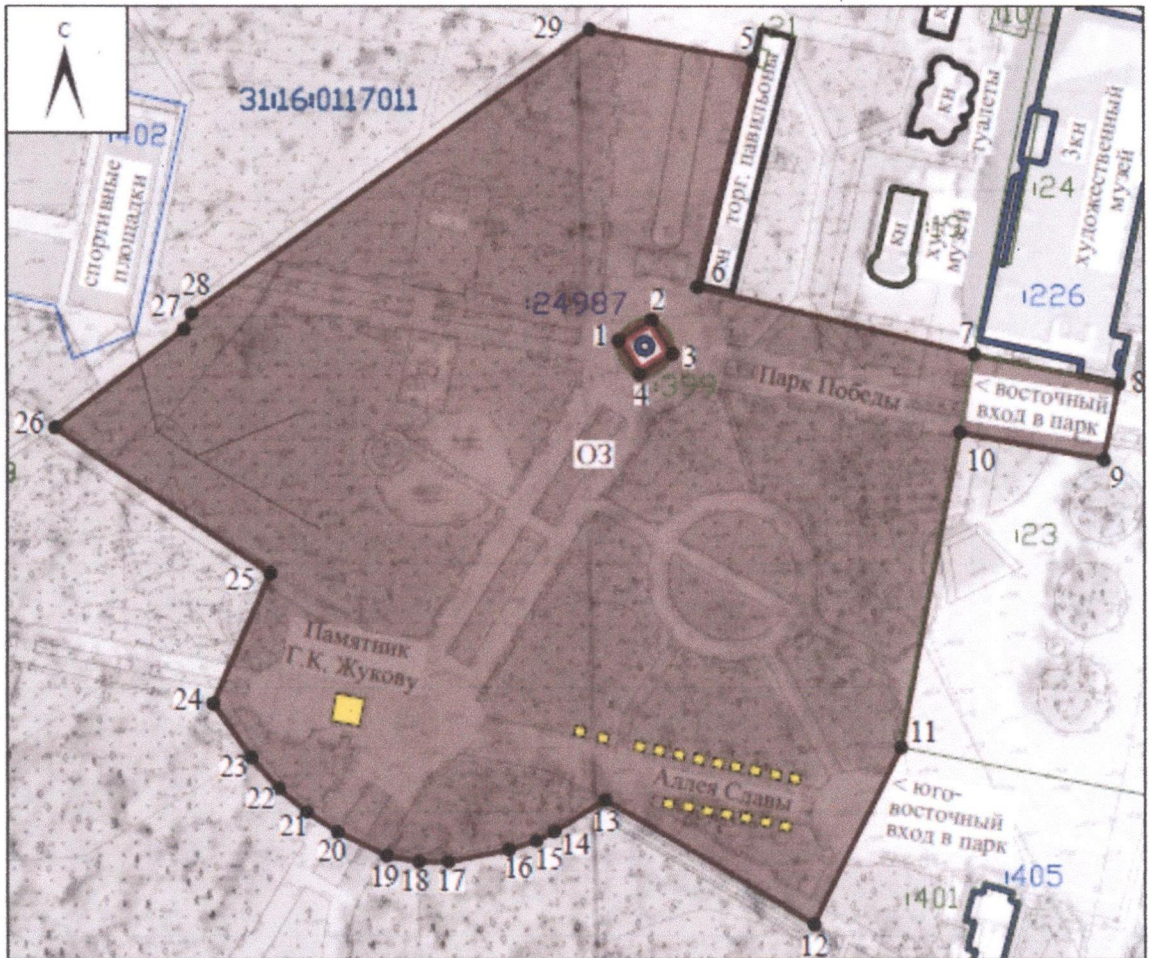 С
29
5
:21
:10
кн
31:16:0117011
:402
спортивные
площадки
торг. павильоны
кн
кн
туалеты
3кн
художественный
музей
:24
кн
худ.
музей
:226
28
27
6
:24987
2
1
3
4
:399
7
8
Парк Победы
< восточный
вход в парк
26
10
9
ОЗ
:23
25
Памятник
Г.К. Жукову
24
11
23
Аллея Славы
< юго-
восточный
вход в парк
22
21
13
20
14
15
16
19
18
17
:405
:401
12